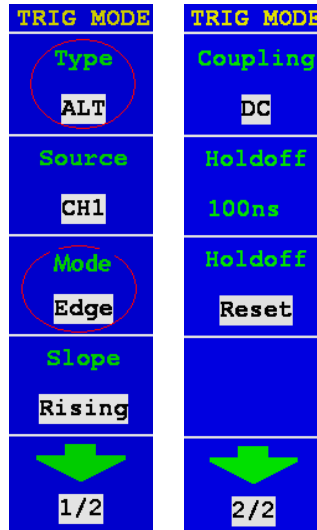 TRIG MODE
Type
ALT
Source
CH1
Mode
Edge
Slope
Rising
1/2
TRIG MODE
Coupling
DC
Holdoff
100ns
Holdoff
Reset
2/2